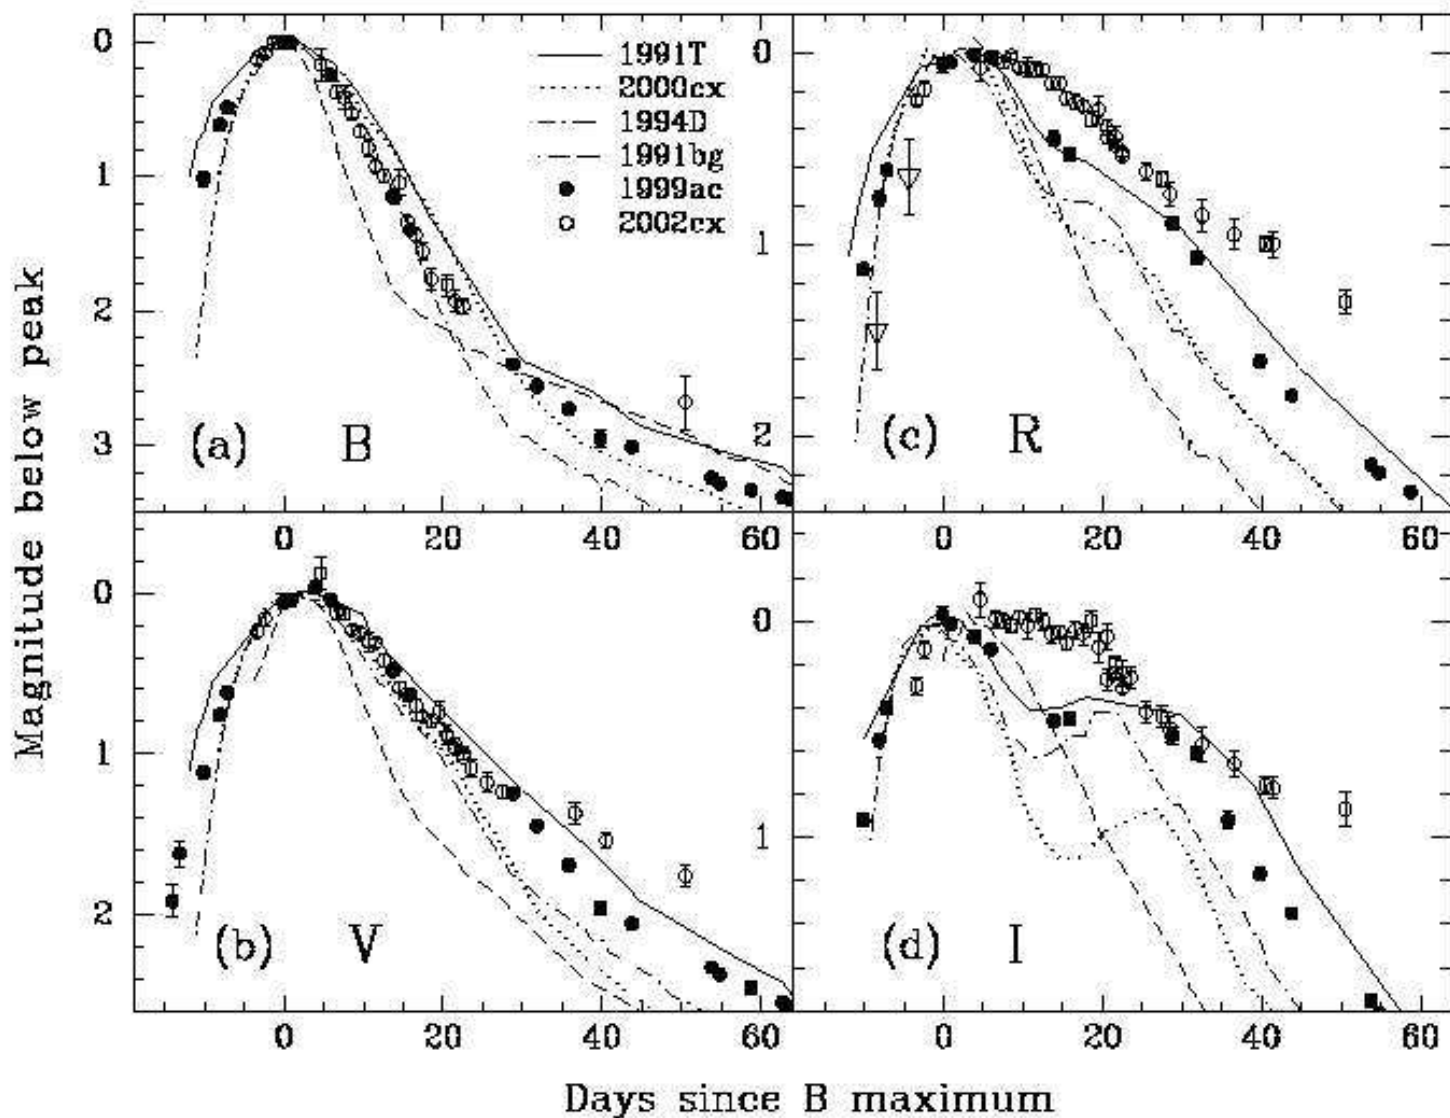 0
1
2
3
Magnitude below peak
1991T
2000cx
1994D
1991bg
1999ac
2002cx
(a) B
0 20 40 60
0
1
2
(c) R
0 20 40 60
0
1
2
(b) V
0 20 40 60
0
1
(d) I
0 20 40 60
Days since B maximum